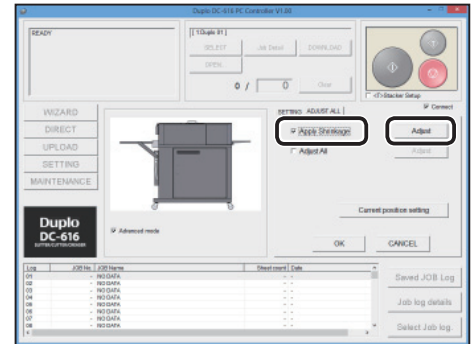 Duplo DC-616 PC Controller V1.80
READY
[ 1:Duplo 01 ]
SELECT
Job Detail
DOWNLOAD
OPEN
0 / 0
Clear
<T>Stacker Setup
Connect
WIZARD
DIRECT
UPLOAD
SETTING
MAINTENANCE
SETTING
ADJUST ALL
Apply Shrinkage
Adjust
Adjust All
Adjust
Current position setting
Advanced mode
Duplo
DC-616
OK
CANCEL
Log
JOB No.
JOB Name
Sheet count
Date
01 - NO DATA - -
02 - NO DATA - -
03 - NO DATA - -
04 - NO DATA - -
05 - NO DATA - -
06 - NO DATA - -
07 - NO DATA - -
08 - NO DATA - -
Saved JOB Log
Job log details
Select Job log.